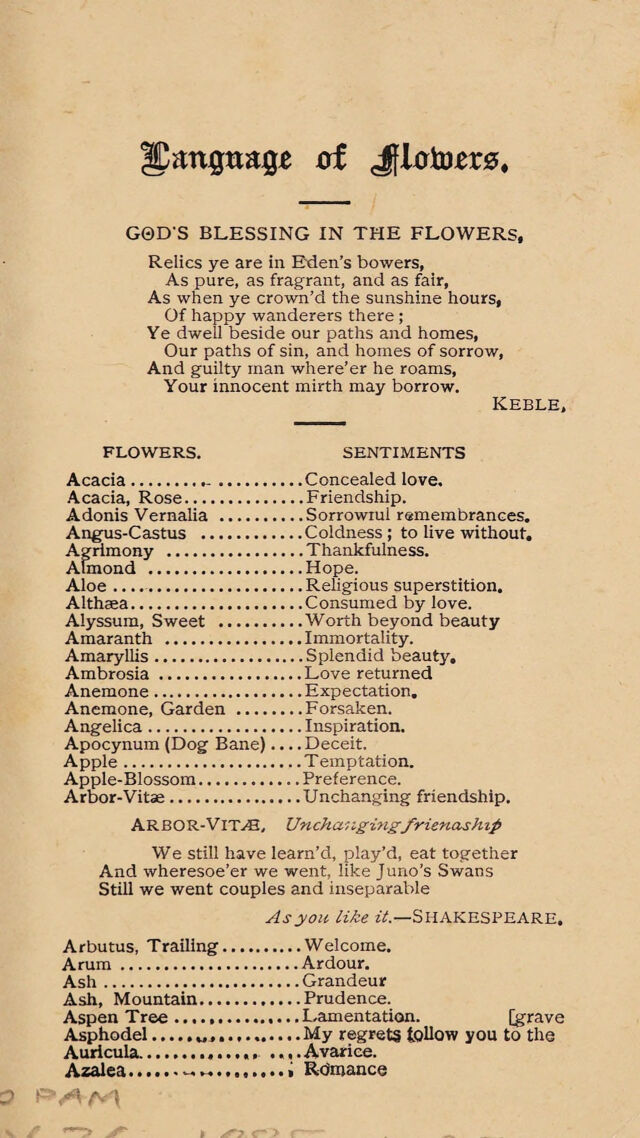 Language of Flowers.
GOD'S BLESSING IN THE FLOWERS,
Relics ye are in Eden's bowers,
As pure, as fragrant, and as fair,
As when ye crown'd the sunshine hours,
Of happy wanderers there;
Ye dwell beside our paths and homes,
Our paths of sin, and homes of sorrow,
And guilty man where'er he roams,
Your innocent mirth may borrow.
KEBLE,
FLOWERS. SENTIMENTS
Acacia ................... Concealed love.
Acacia, Rose.............. Friendship.
Adonis Vernalia .......... Sorrowful remembrances.
Angus-Castus ............ Coldness; to live without.
Agrimony ................ Thankfulness.
Almond .................. Hope.
Aloe ...................... Religious superstition.
Althæa.................... Consumed by love.
Alyssum, Sweet .......... Worth beyond beauty
Amaranth ................ Immortality.
Amaryllis .................. Splendid beauty.
Ambrosia ................. Love returned
Anemone .................. Expectation.
Anemone, Garden ........ Forsaken.
Angelica .................. Inspiration.
Apocynum (Dog Bane) .... Deceit.
Apple ..................... Temptation.
Apple-Blossom............ Preference.
Arbor-Vitæ................ Unchanging friendship.
ARBOR-VITÆ, Unchanging friendship
We still have learn'd, play'd, eat together
And wheresoe'er we went, like Juno's Swans
Still we went couples and inseparable
As you like it.—SHAKESPEARE.
Arbutus, Trailing.......... Welcome.
Arum ..................... Ardour.
Ash ....................... Grandeur
Ash, Mountain............ Prudence.
Aspen Tree ............... Lamentation. [grave
Asphodel .................. My regrets follow you to the
Auricula.................. Avarice.
Azalea.................... Romance
PAM